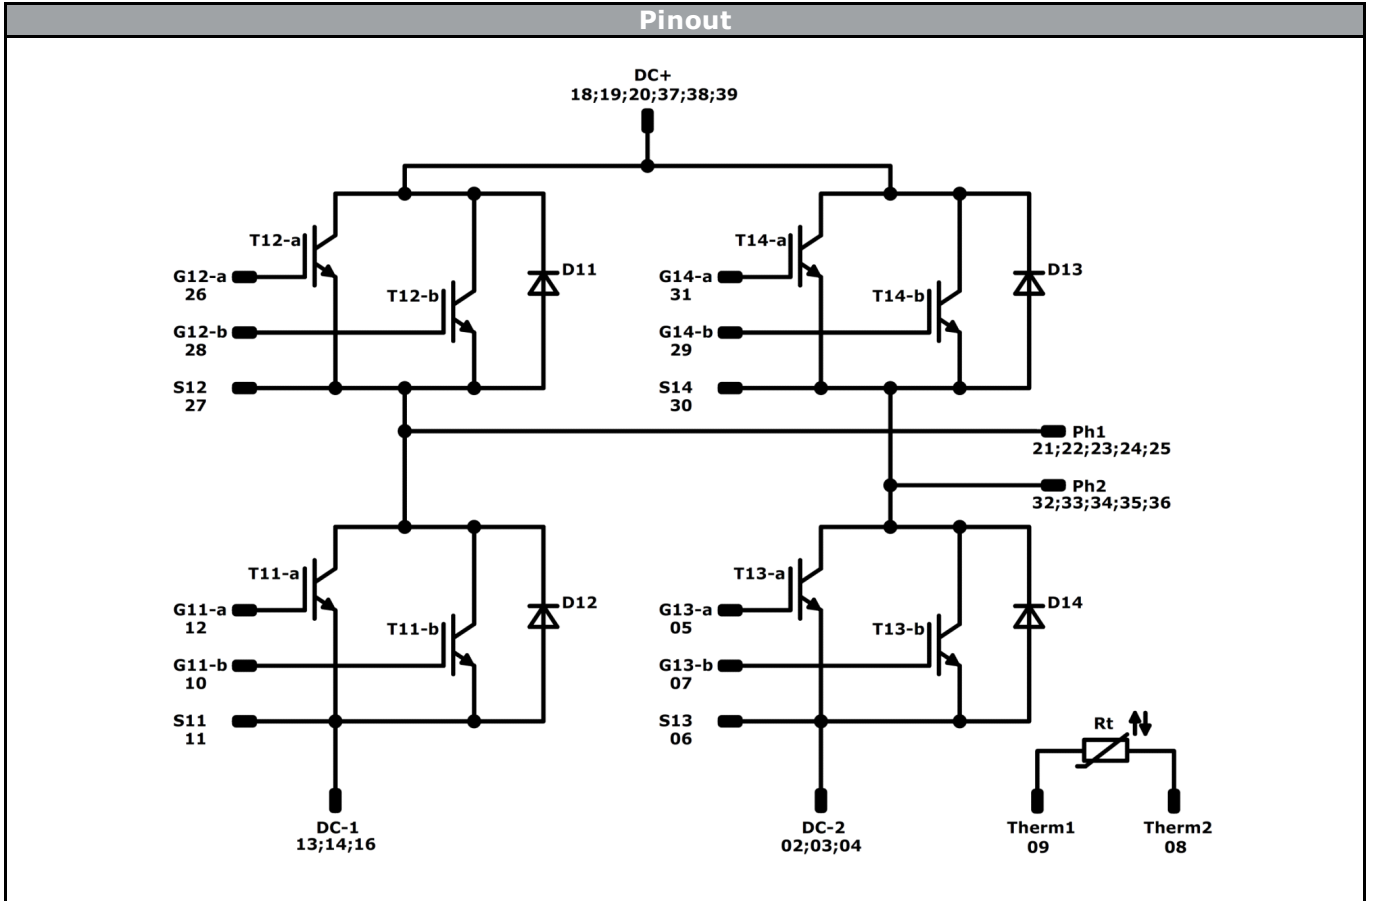 Pinout
DC+
18;19;20;37;38;39
T12-a
G12-a
26
T12-b
G12-b
28
S12
27
D11
T14-a
G14-a
31
T14-b
G14-b
29
S14
30
D13
Ph1
21;22;23;24;25
Ph2
32;33;34;35;36
T11-a
G11-a
12
T11-b
G11-b
10
S11
11
D12
T13-a
G13-a
05
T13-b
G13-b
07
S13
06
D14
Rt
DC-1
13;14;16
DC-2
02;03;04
Therm1
09
Therm2
08